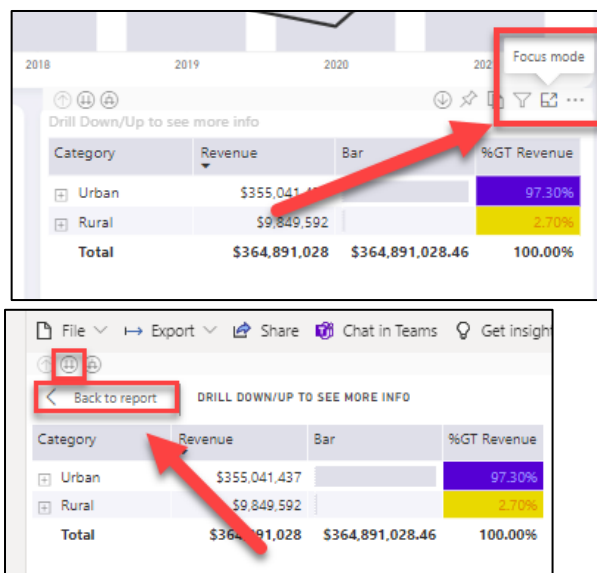 Focus mode
2018 2019 2020
Drill Down/Up to see more info
Category Revenue Bar %GT Revenue
Urban 97.30%
Rural $9,849,592 2.70%
Total $364,891,028 $364,891,028.46 100.00%
File Export Share Chat in Teams Get insigh
Back to report DRILL DOWN/UP TO SEE MORE INFO
Category Revenue Bar %GT Revenue
Urban $355,041,437 97.30%
Rural $9,849,592 2.70%
Total $364,891,028 $364,891,028.46 100.00%